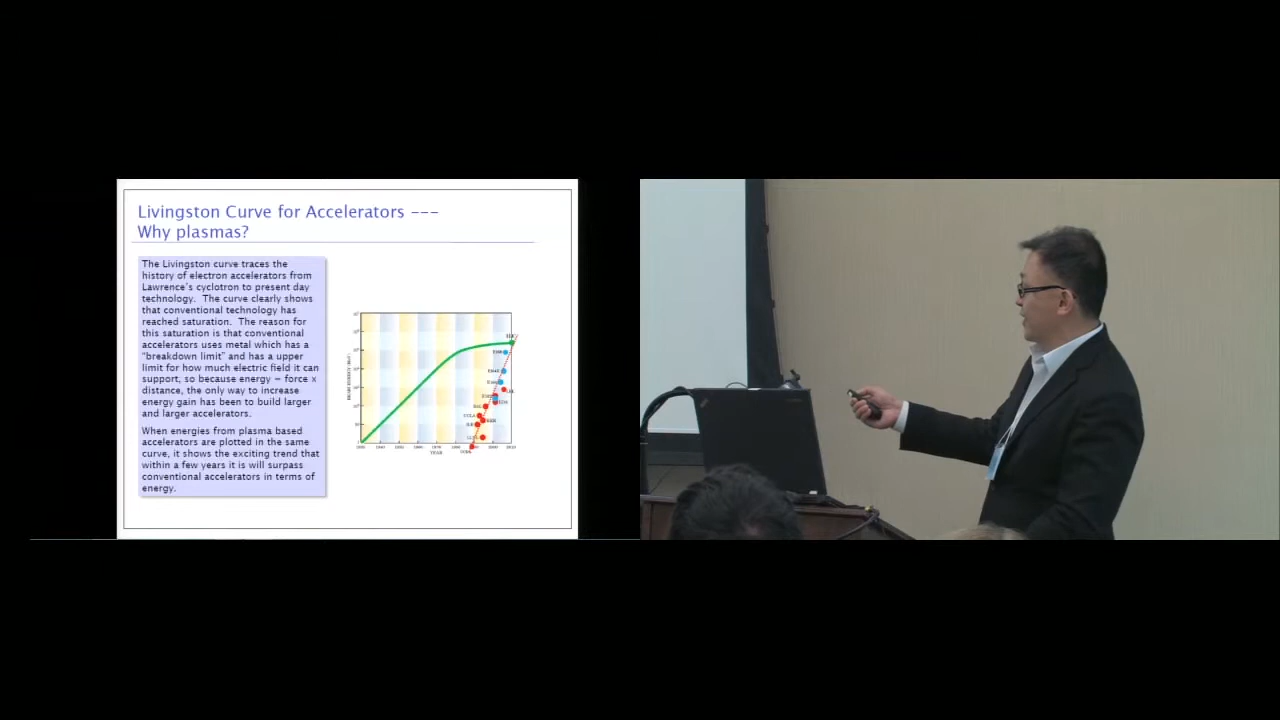 Livingston Curve for Accelerators ---
Why plasmas?
The Livingston curve traces the
history of electron accelerators from
Lawrence's cyclotron to present day
technology. The curve clearly shows
that conventional technology has
reached saturation. The reason for
this saturation is that conventional
accelerators uses metal which has a
"breakdown limit" and has a upper
limit for how much electric field it can
support, so because energy = force x
distance, the only way to increase
energy gain has been to build larger
and larger accelerators.
When energies from plasma based
accelerators are plotted in the same
curve, it shows the exciting trend that
within a few years it is will surpass
conventional accelerators in terms of
energy.
YEAR